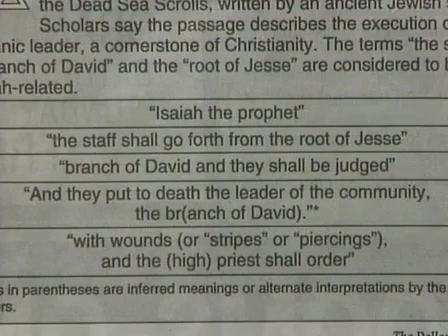 the Dead Sea Scrolls, written by an ancient Jewish
Scholars say the passage describes the execution
nic leader, a cornerstone of Christianity. The terms "the s
anch of David" and the "root of Jesse" are considered to b
h-related.
"Isaiah the prophet"
"the staff shall go forth from the root of Jesse"
"branch of David and they shall be judged"
"And they put to death the leader of the community,
the br(anch of David)."*
"with wounds (or "stripes" or "piercings"),
and the (high) priest shall order"
s in parentheses are inferred meanings or alternate interpretations by the
rs.